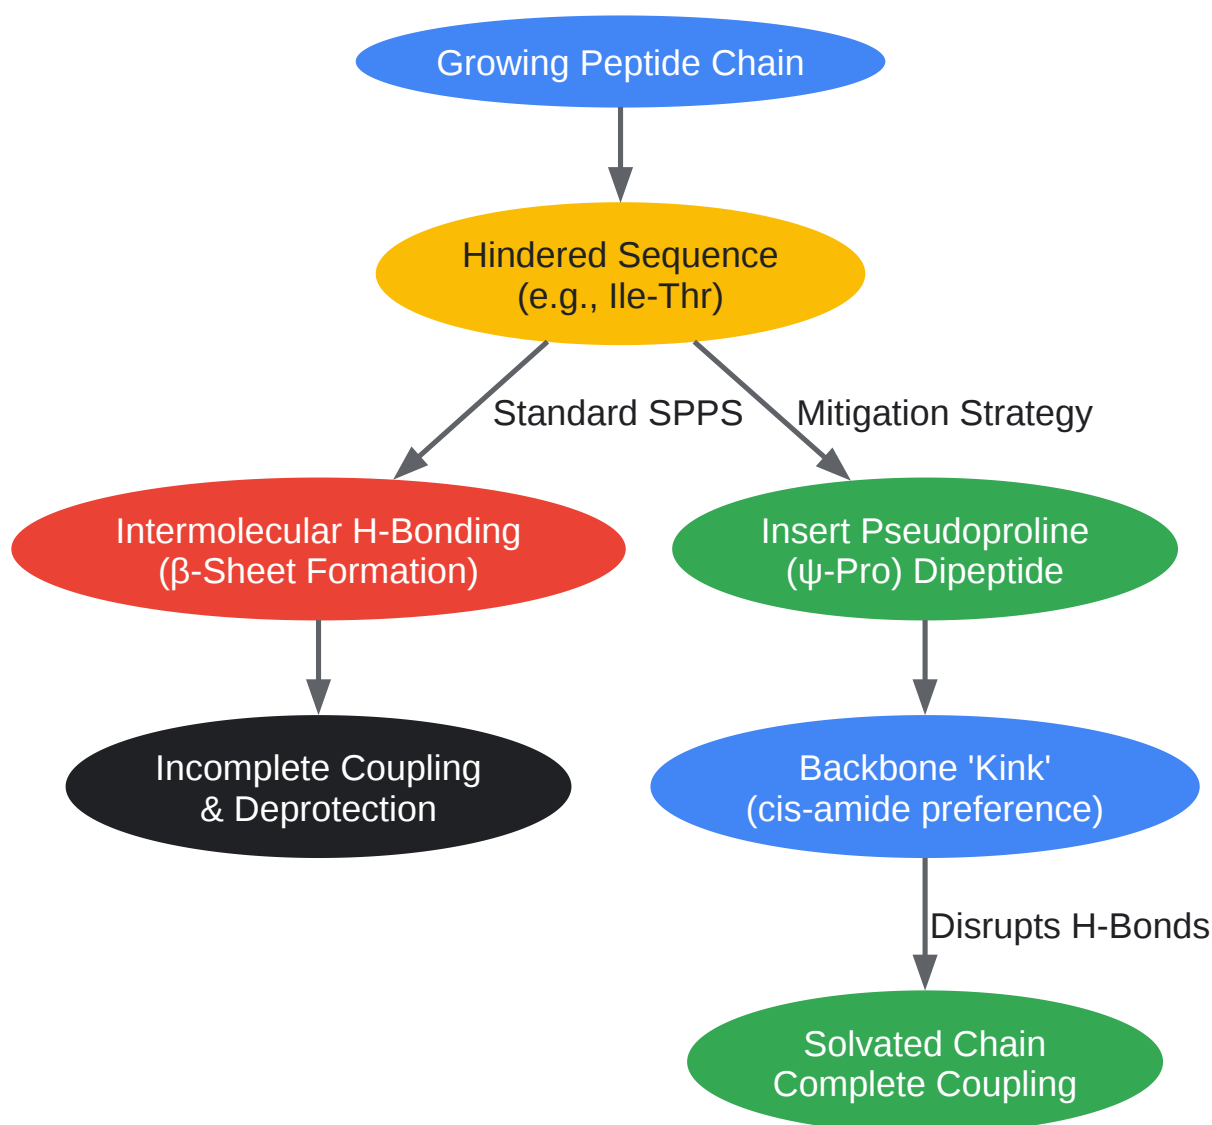 Growing Peptide Chain
Hindered Sequence
(e.g., Ile-Thr)
Standard SPPS
Mitigation Strategy
Intermolecular H-Bonding
(β-Sheet Formation)
Insert Pseudoproline
(ψ-Pro) Dipeptide
Incomplete Coupling
& Deprotection
Backbone 'Kink'
(cis-amide preference)
Disrupts H-Bonds
Solvated Chain
Complete Coupling